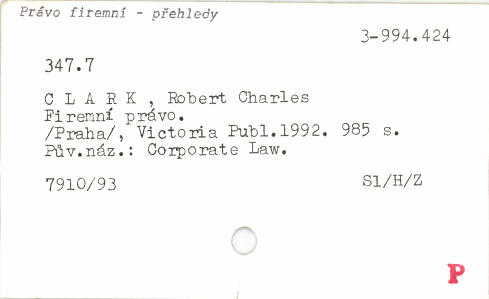 Právo firemní - přehledy
3-994.424
347.7
C L A R K , Robert Charles
Firemní právo.
/Praha/, Victoria Publ.1992. 985 s.
Pův.náz.: Corporate Law.
7910/93 S1/H/Z
P